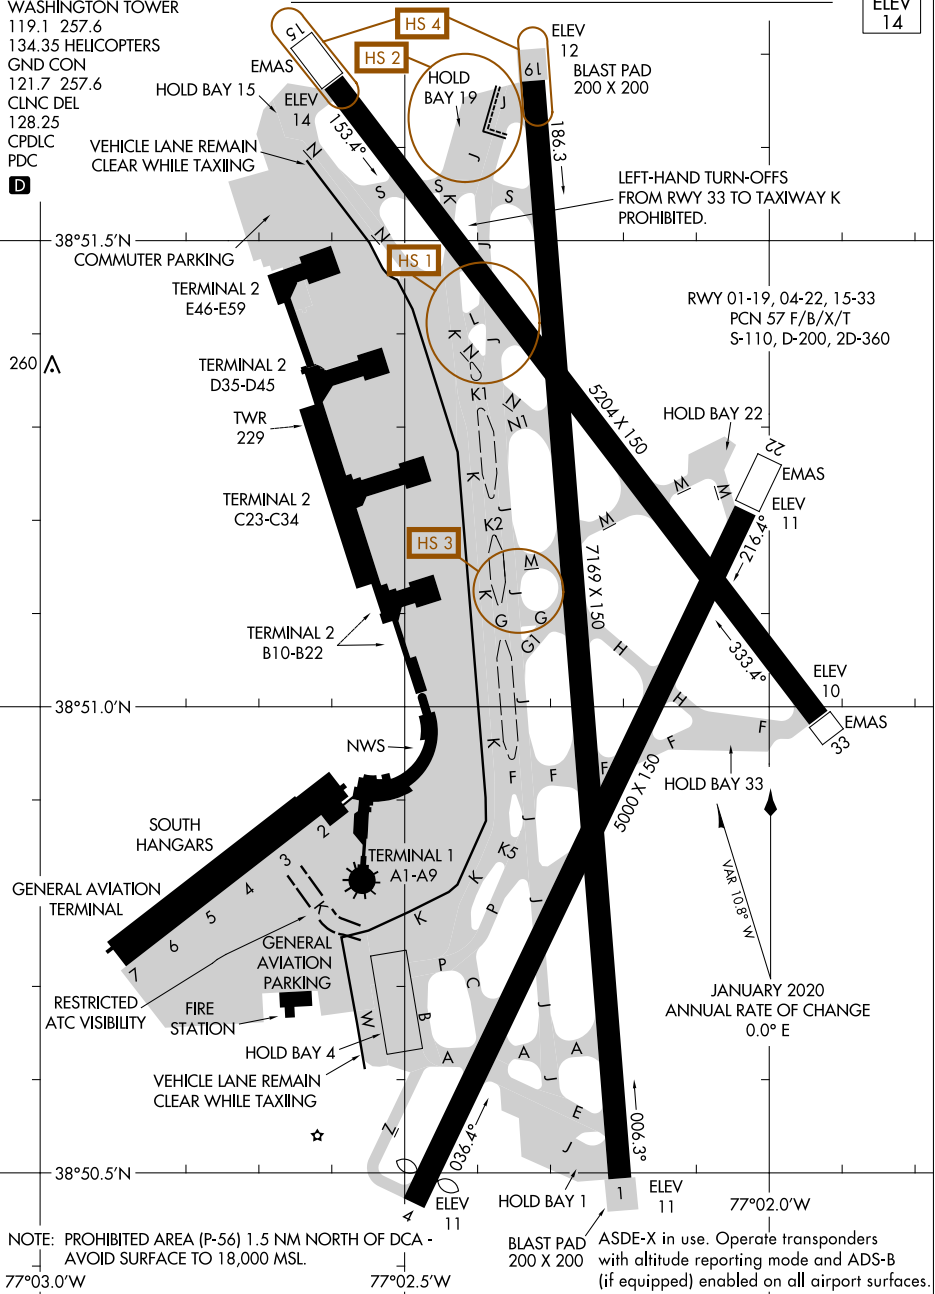 WASHINGTON TOWER
119.1 257.6
134.35 HELICOPTERS
GND CON
121.7 257.6
CLNC DEL
128.25
CPDLC
PDC
D
ELEV
14
HS 4
HS 2
15
EMAS
HOLD BAY 15
ELEV
14
HOLD
BAY 19
J
ELEV
12
19
BLAST PAD
200 X 200
153.4°
186.3
VEHICLE LANE REMAIN
CLEAR WHILE TAXIING
N
J
S
S
K
S
LEFT-HAND TURN-OFFS
FROM RWY 33 TO TAXIWAY K
PROHIBITED.
38°51.5'N
N
J
COMMUTER PARKING
HS 1
TERMINAL 2
E46-E59
RWY 01-19, 04-22, 15-33
PCN 57 F/B/X/T
S-110, D-200, 2D-360
L
K
J
N
260
TERMINAL 2
D35-D45
K1
N
N1
5204 X 150
TWR
229
HOLD BAY 22
22
EMAS
K
M
M
ELEV
11
TERMINAL 2
C23-C34
J
K2
M
216.4°
HS 3
7169 X 150
M
K
J
G
G
G1
H
TERMINAL 2
B10-B22
333.4°
ELEV
10
H
38°51.0'N
J
F
EMAS
33
NWS
K
F
F
F
F
HOLD BAY 33
5000 X 150
SOUTH
HANGARS
2
J
3
K5
TERMINAL 1
A1-A9
VAR 10.8° W
GENERAL AVIATION
TERMINAL
4
K
5
K
K
P
J
6
GENERAL
AVIATION
PARKING
7
P
C
RESTRICTED
ATC VISIBILITY
FIRE
STATION
JANUARY 2020
ANNUAL RATE OF CHANGE
0.0° E
J
W
B
HOLD BAY 4
A
A
A
VEHICLE LANE REMAIN
CLEAR WHILE TAXIING
J
E
Z
036.4°
J
006.3°
38°50.5'N
HOLD BAY 1
1
ELEV
11
4
ELEV
11
77°02.0'W
NOTE: PROHIBITED AREA (P-56) 1.5 NM NORTH OF DCA -
AVOID SURFACE TO 18,000 MSL.
BLAST PAD
200 X 200
ASDE-X in use. Operate transponders
with altitude reporting mode and ADS-B
(if equipped) enabled on all airport surfaces.
77°03.0'W
77°02.5'W